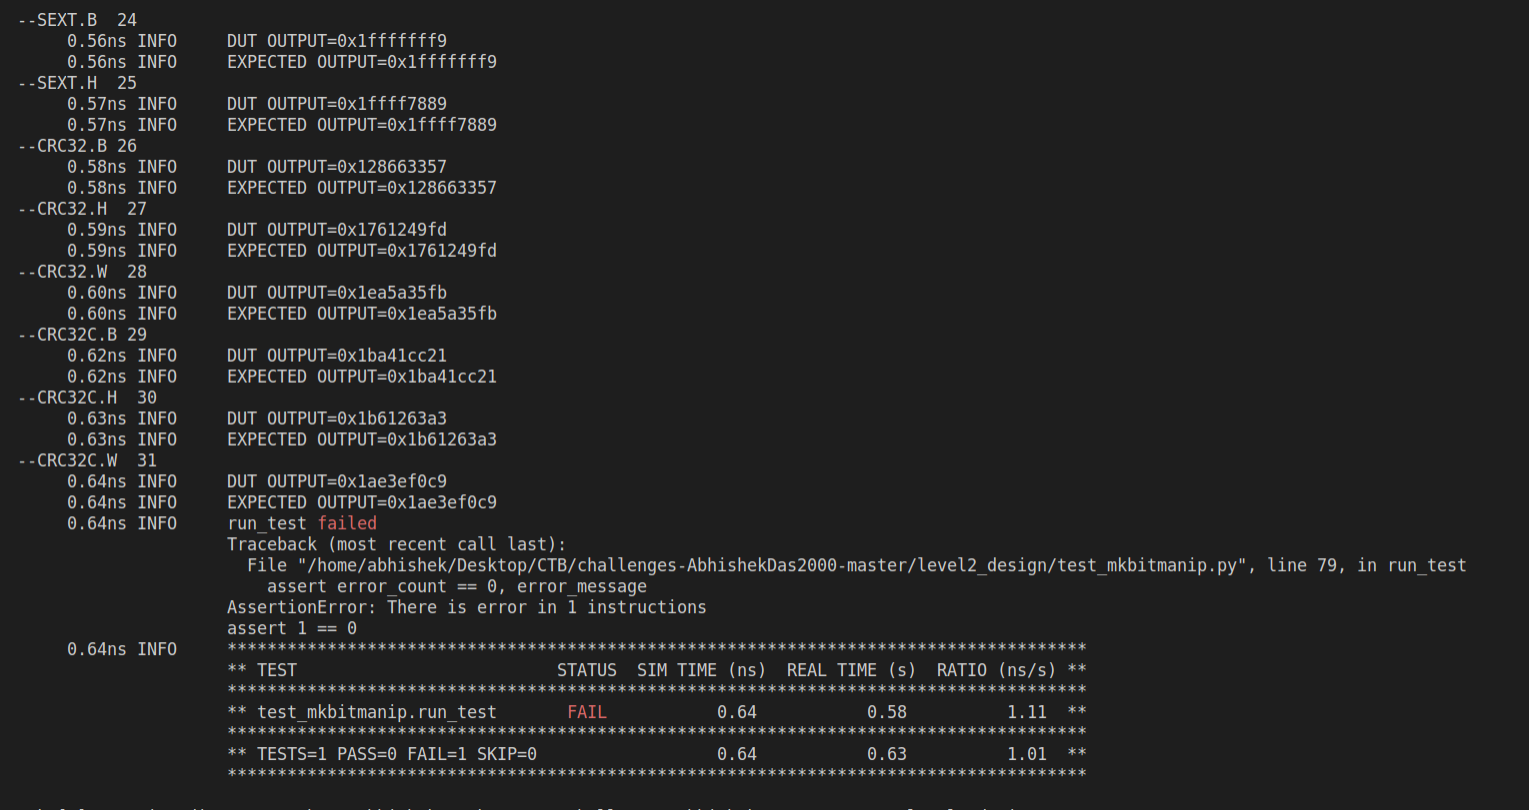 --SEXT.B  24
     0.56ns INFO     DUT OUTPUT=0x1fffffff9
     0.56ns INFO     EXPECTED OUTPUT=0x1fffffff9
--SEXT.H  25
     0.57ns INFO     DUT OUTPUT=0x1ffff7889
     0.57ns INFO     EXPECTED OUTPUT=0x1ffff7889
--CRC32.B 26
     0.58ns INFO     DUT OUTPUT=0x128663357
     0.58ns INFO     EXPECTED OUTPUT=0x128663357
--CRC32.H  27
     0.59ns INFO     DUT OUTPUT=0x1761249fd
     0.59ns INFO     EXPECTED OUTPUT=0x1761249fd
--CRC32.W  28
     0.60ns INFO     DUT OUTPUT=0x1ea5a35fb
     0.60ns INFO     EXPECTED OUTPUT=0x1ea5a35fb
--CRC32C.B 29
     0.62ns INFO     DUT OUTPUT=0x1ba41cc21
     0.62ns INFO     EXPECTED OUTPUT=0x1ba41cc21
--CRC32C.H  30
     0.63ns INFO     DUT OUTPUT=0x1b61263a3
     0.63ns INFO     EXPECTED OUTPUT=0x1b61263a3
--CRC32C.W  31
     0.64ns INFO     DUT OUTPUT=0x1ae3ef0c9
     0.64ns INFO     EXPECTED OUTPUT=0x1ae3ef0c9
     0.64ns INFO     run_test failed
                     Traceback (most recent call last):
                       File "/home/abhishek/Desktop/CTB/challenges-AbhishekDas2000-master/level2_design/test_mkbitmanip.py", line 79, in run_test
                         assert error_count == 0, error_message
                     AssertionError: There is error in 1 instructions
                     assert 1 == 0
     0.64ns INFO     **************************************************************************************
                     ** TEST                          STATUS  SIM TIME (ns)  REAL TIME (s)  RATIO (ns/s) **
                     **************************************************************************************
                     ** test_mkbitmanip.run_test       FAIL           0.64           0.58          1.11  **
                     **************************************************************************************
                     ** TESTS=1 PASS=0 FAIL=1 SKIP=0                  0.64           0.63          1.01  **
                     **************************************************************************************